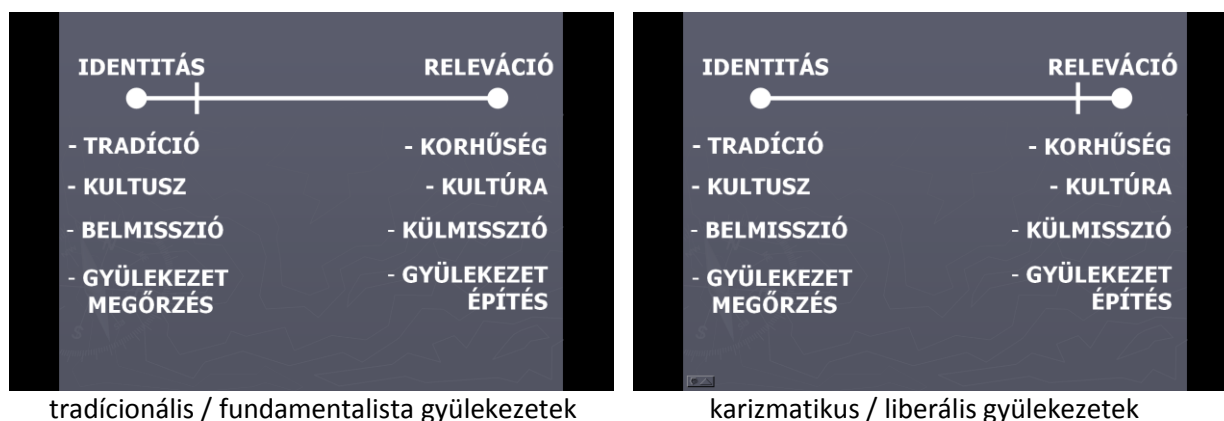 IDENTITÁS RELEVÁCIÓ
- TRADÍCIÓ - KORHŰSÉG
- KULTUSZ - KULTÚRA
- BELMISSZIÓ - KÜLMISSZIÓ
- GYÜLEKEZET - GYÜLEKEZET
MEGŐRZÉS ÉPÍTÉS
tradícionális / fundamentalista gyülekezetek
IDENTITÁS RELEVÁCIÓ
- TRADÍCIÓ - KORHŰSÉG
- KULTUSZ - KULTÚRA
- BELMISSZIÓ - KÜLMISSZIÓ
- GYÜLEKEZET - GYÜLEKEZET
MEGŐRZÉS ÉPÍTÉS
karizmatikus / liberális gyülekezetek